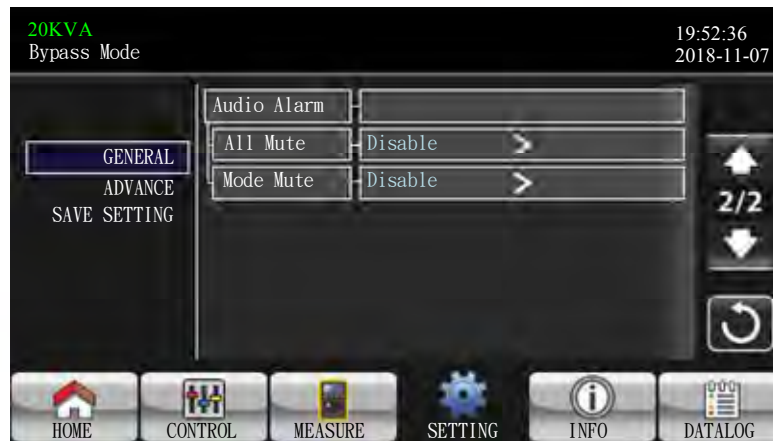 20KVA
Bypass Mode
19:52:36
2018-11-07
GENERAL
ADVANCE
SAVE SETTING
Audio Alarm
All Mute Disable >
Mode Mute Disable >
2/2
HOME CONTROL MEASURE SETTING INFO DATALOG